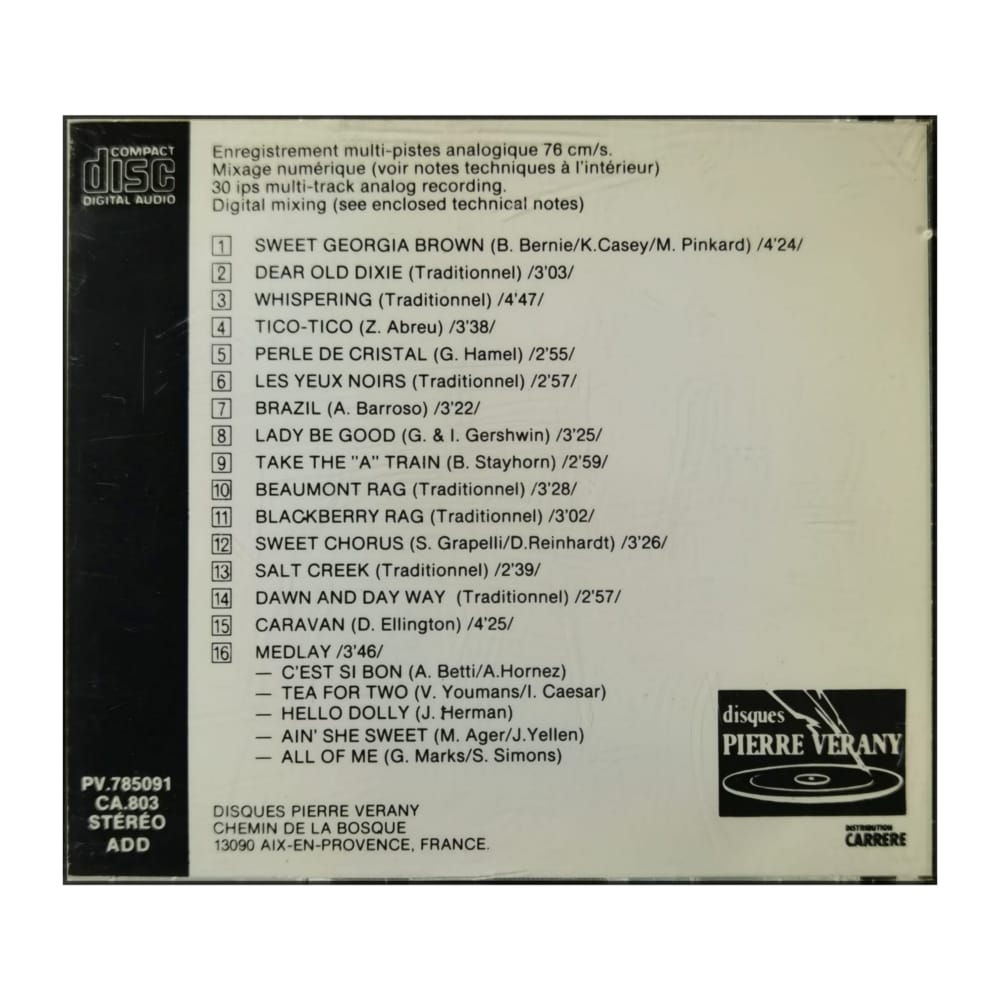 COMPACT
disc
DIGITAL AUDIO
Enregistrement multi-pistes analogique 76 cm/s.
Mixage numérique (voir notes techniques à l'intérieur)
30 ips multi-track analog recording.
Digital mixing (see enclosed technical notes)
1 SWEET GEORGIA BROWN (B. Bernie/K.Casey/M. Pinkard) /4'24/
2 DEAR OLD DIXIE (Traditionnel) /3'03/
3 WHISPERING (Traditionnel) /4'47/
4 TICO-TICO (Z. Abreu) /3'38/
5 PERLE DE CRISTAL (G. Hamel) /2'55/
6 LES YEUX NOIRS (Traditionnel) /2'57/
7 BRAZIL (A. Barroso) /3'22/
8 LADY BE GOOD (G. & I. Gershwin) /3'25/
9 TAKE THE "A" TRAIN (B. Stayhorn) /2'59/
10 BEAUMONT RAG (Traditionnel) /3'28/
11 BLACKBERRY RAG (Traditionnel) /3'02/
12 SWEET CHORUS (S. Grapelli/D.Reinhardt) /3'26/
13 SALT CREEK (Traditionnel) /2'39/
14 DAWN AND DAY WAY (Traditionnel) /2'57/
15 CARAVAN (D. Ellington) /4'25/
16 MEDLAY /3'46/
— C'EST SI BON (A. Betti/A.Hornez)
— TEA FOR TWO (V. Youmans/I. Caesar)
— HELLO DOLLY (J. Herman)
— AIN' SHE SWEET (M. Ager/J.Yellen)
— ALL OF ME (G. Marks/S. Simons)
disques
PIERRE VERANY
PV.785091
CA.803
STÉRÉO
ADD
DISQUES PIERRE VERANY
CHEMIN DE LA BOSQUE
13090 AIX-EN-PROVENCE, FRANCE.
DISTRIBUTION
CARRERE